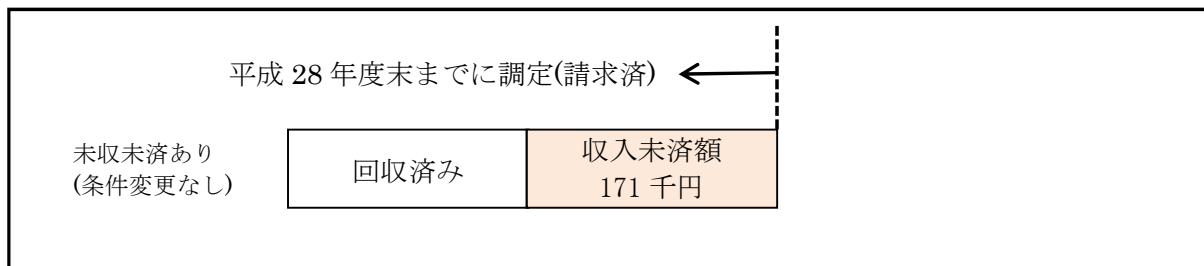 平成 28 年度末までに調定(請求済)
未収未済あり
(条件変更なし)
回収済み
収入未済額
171 千円